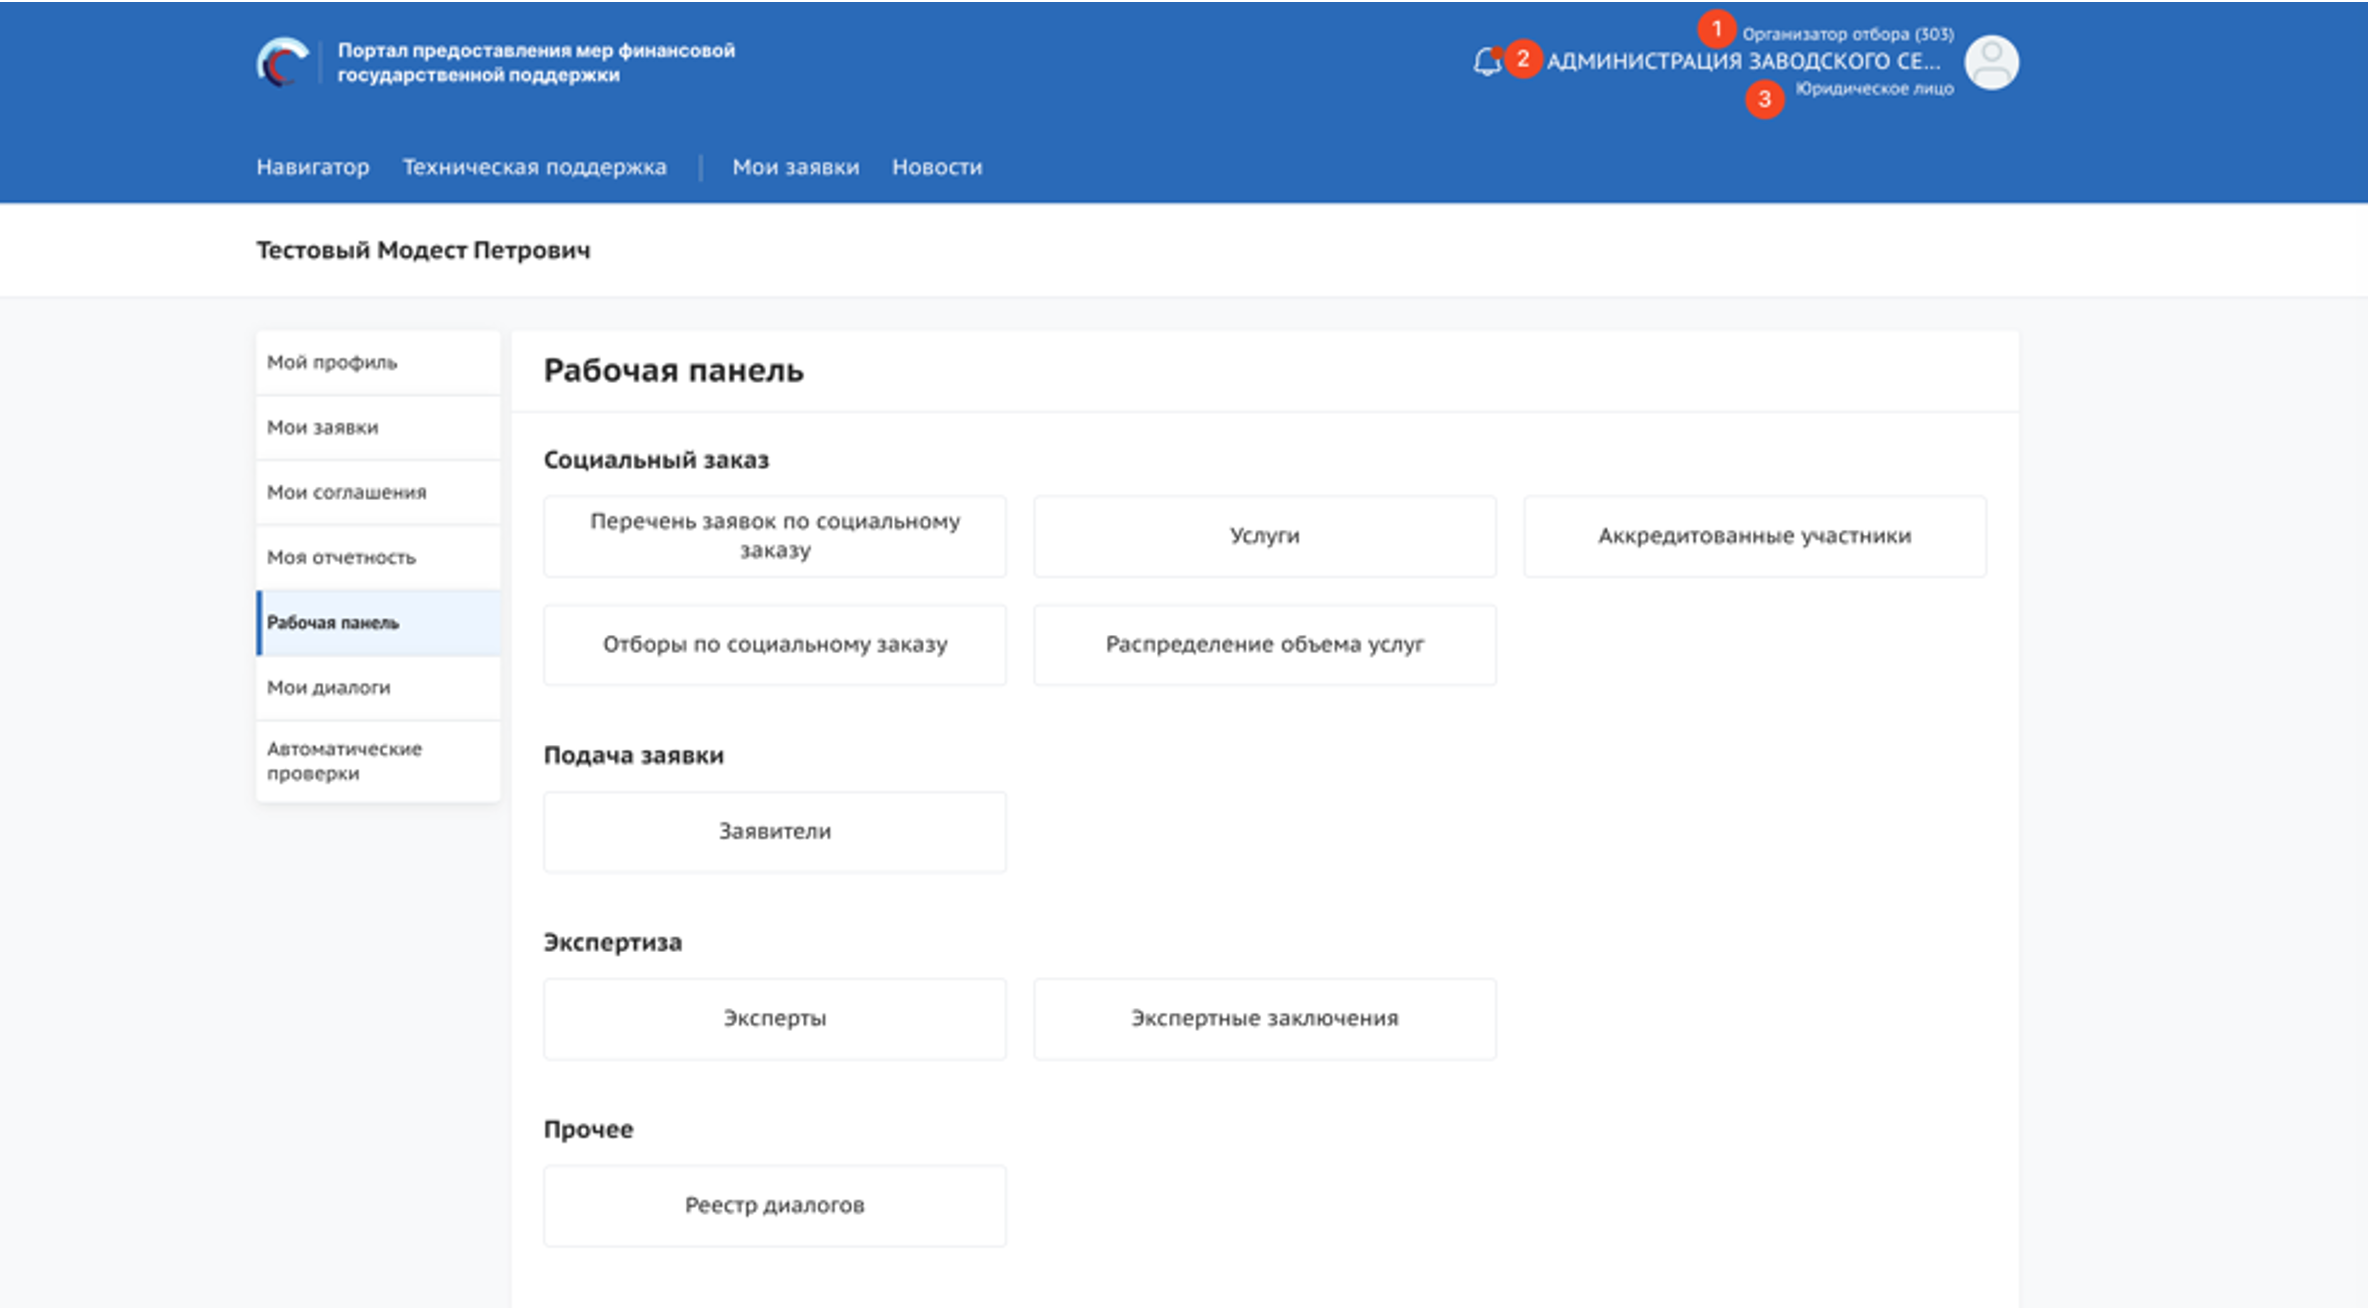 Портал предоставления мер финансовой
государственной поддержки
1 Организатор отбора (303)
2 АДМИНИСТРАЦИЯ ЗАВОДСКОГО СЕ...
3 Юридическое лицо
Навигатор Техническая поддержка | Мои заявки Новости
Тестовый Модест Петрович
Мой профиль
Мои заявки
Мои соглашения
Моя отчетность
Рабочая панель
Мои диалоги
Автоматические
проверки
Рабочая панель
Социальный заказ
Перечень заявок по социальному
заказу
Услуги
Аккредитованные участники
Отборы по социальному заказу
Распределение объема услуг
Подача заявки
Заявители
Экспертиза
Эксперты
Экспертные заключения
Прочее
Реестр диалогов